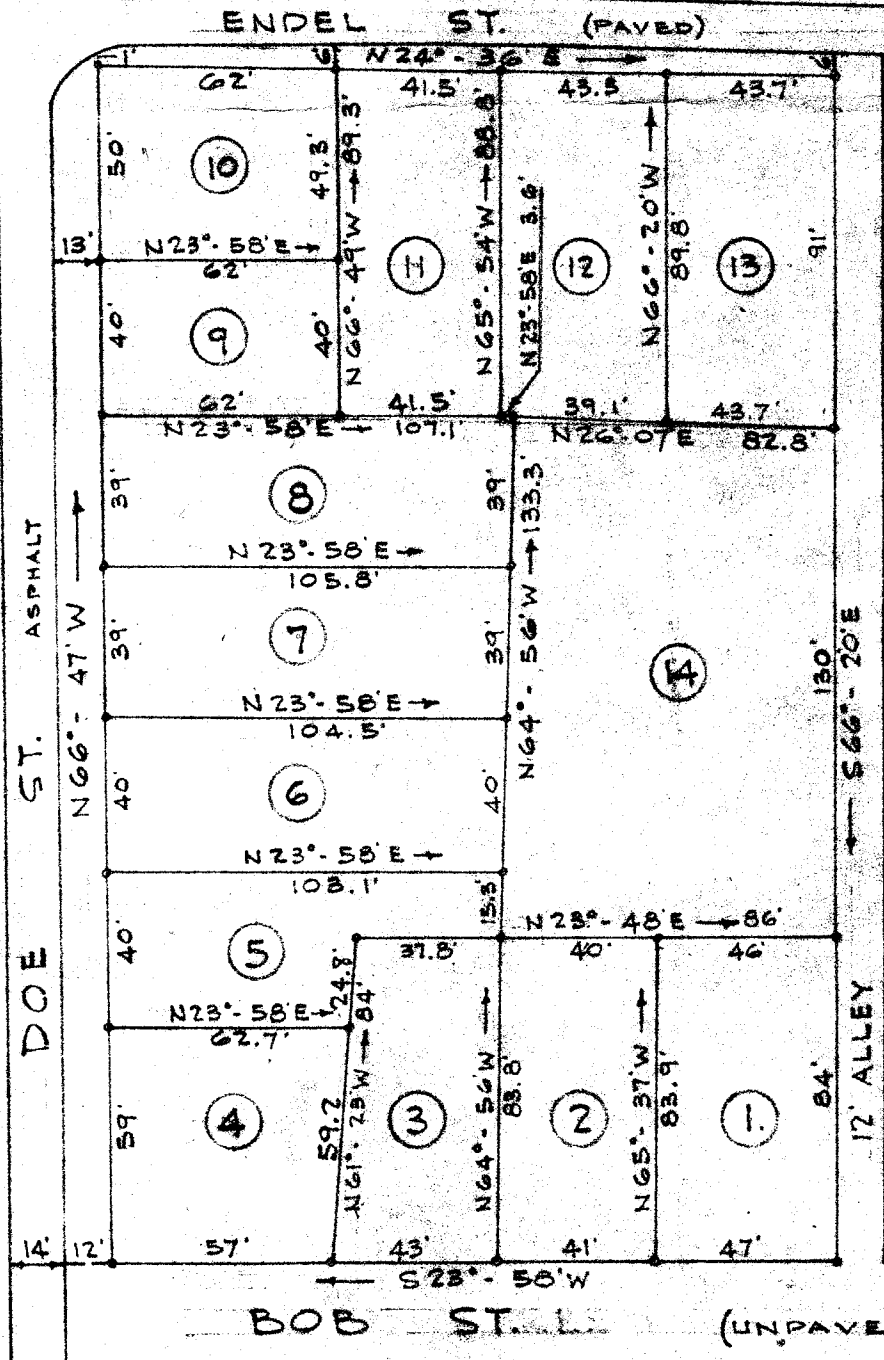 ENDEL ST. (PAVED)
1' 6' N24°-36'E 6'
62' 41.5' 43.5 43.7'
50'
10
49.3'
N66°-49'W 89.3'
N65°-54'W 88.8'
N23°-58'E 3.6'
N66°-20'W
89.8'
91'
13'
N23°-58'E
62'
11
12
13
40'
9
40'
62' 41.5' 39.1' 43.7'
N23°-58'E 107.1' N26°-07'E 82.8'
39'
8
39'
N64°-56'W 133.3'
N23°-58'E
105.8'
39'
7
39'
14
130'
S66°-20'E
N23°-58'E
104.5'
40'
6
40'
N23°-58'E
103.1'
40'
5
15.3'
N23°-48'E 86'
37.8' 40' 46'
24.8'
84'
N23°-58'E
62.7'
59'
4
59.2
N61°-23'W
3
N64°-56'W
83.8'
2
N65°-37'W
83.9'
1.
84'
12' ALLEY
DOE ST. ASPHALT
N66°-47'W
14' 12' 57' 43' 41' 47'
S23°-58'W
BOB ST. (UNPAVE